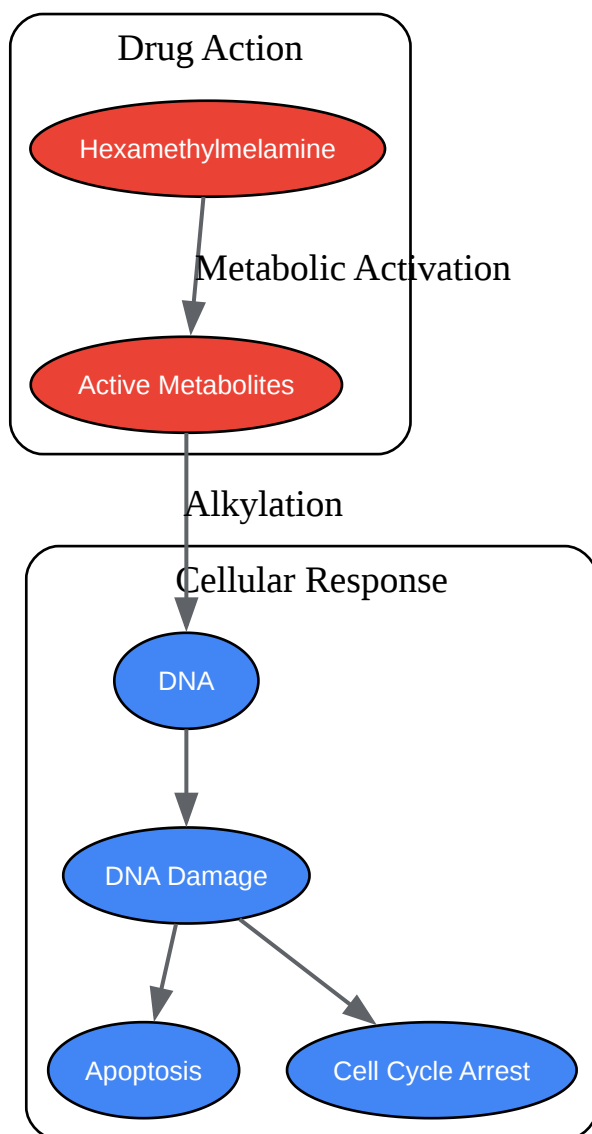 Drug Action
Hexamethylmelamine
Metabolic Activation
Active Metabolites
Alkylation
Cellular Response
DNA
DNA Damage
Apoptosis
Cell Cycle Arrest